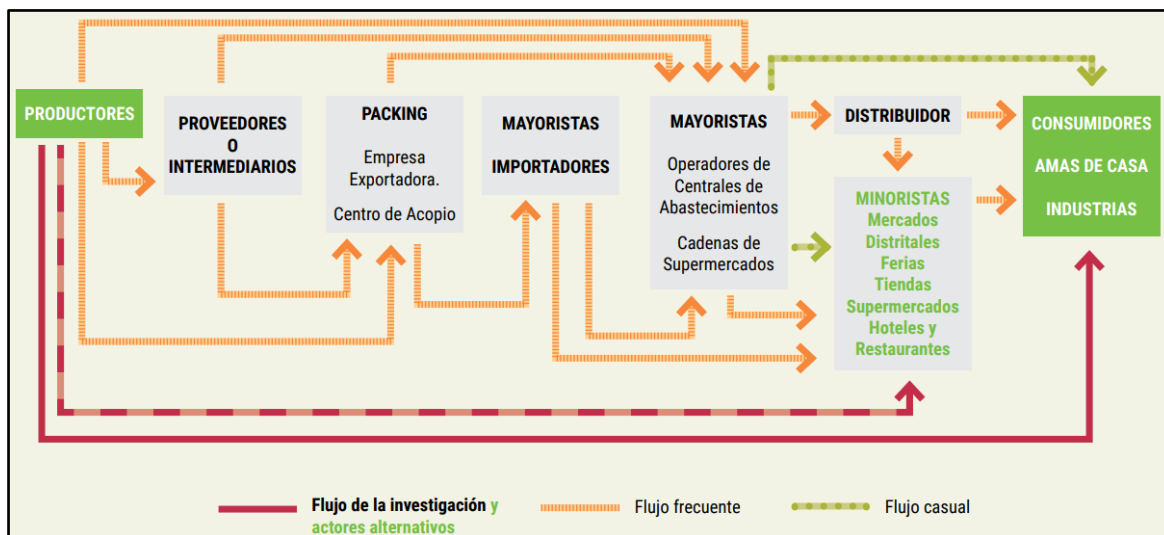 PRODUCTORES
PROVEEDORES
O
INTERMEDIARIOS
PACKING
Empresa
Exportadora.
Centro de Acopio
MAYORISTAS
IMPORTADORES
MAYORISTAS
Operadores de
Centrales de
Abastecimientos
Cadenas de
Supermercados
DISTRIBUIDOR
MINORISTAS
Mercados
Distritales
Ferias
Tiendas
Supermercados
Hoteles y
Restaurantes
CONSUMIDORES
AMAS DE CASA
INDUSTRIAS
Flujo de la investigación y
actores alternativos
Flujo frecuente
Flujo casual